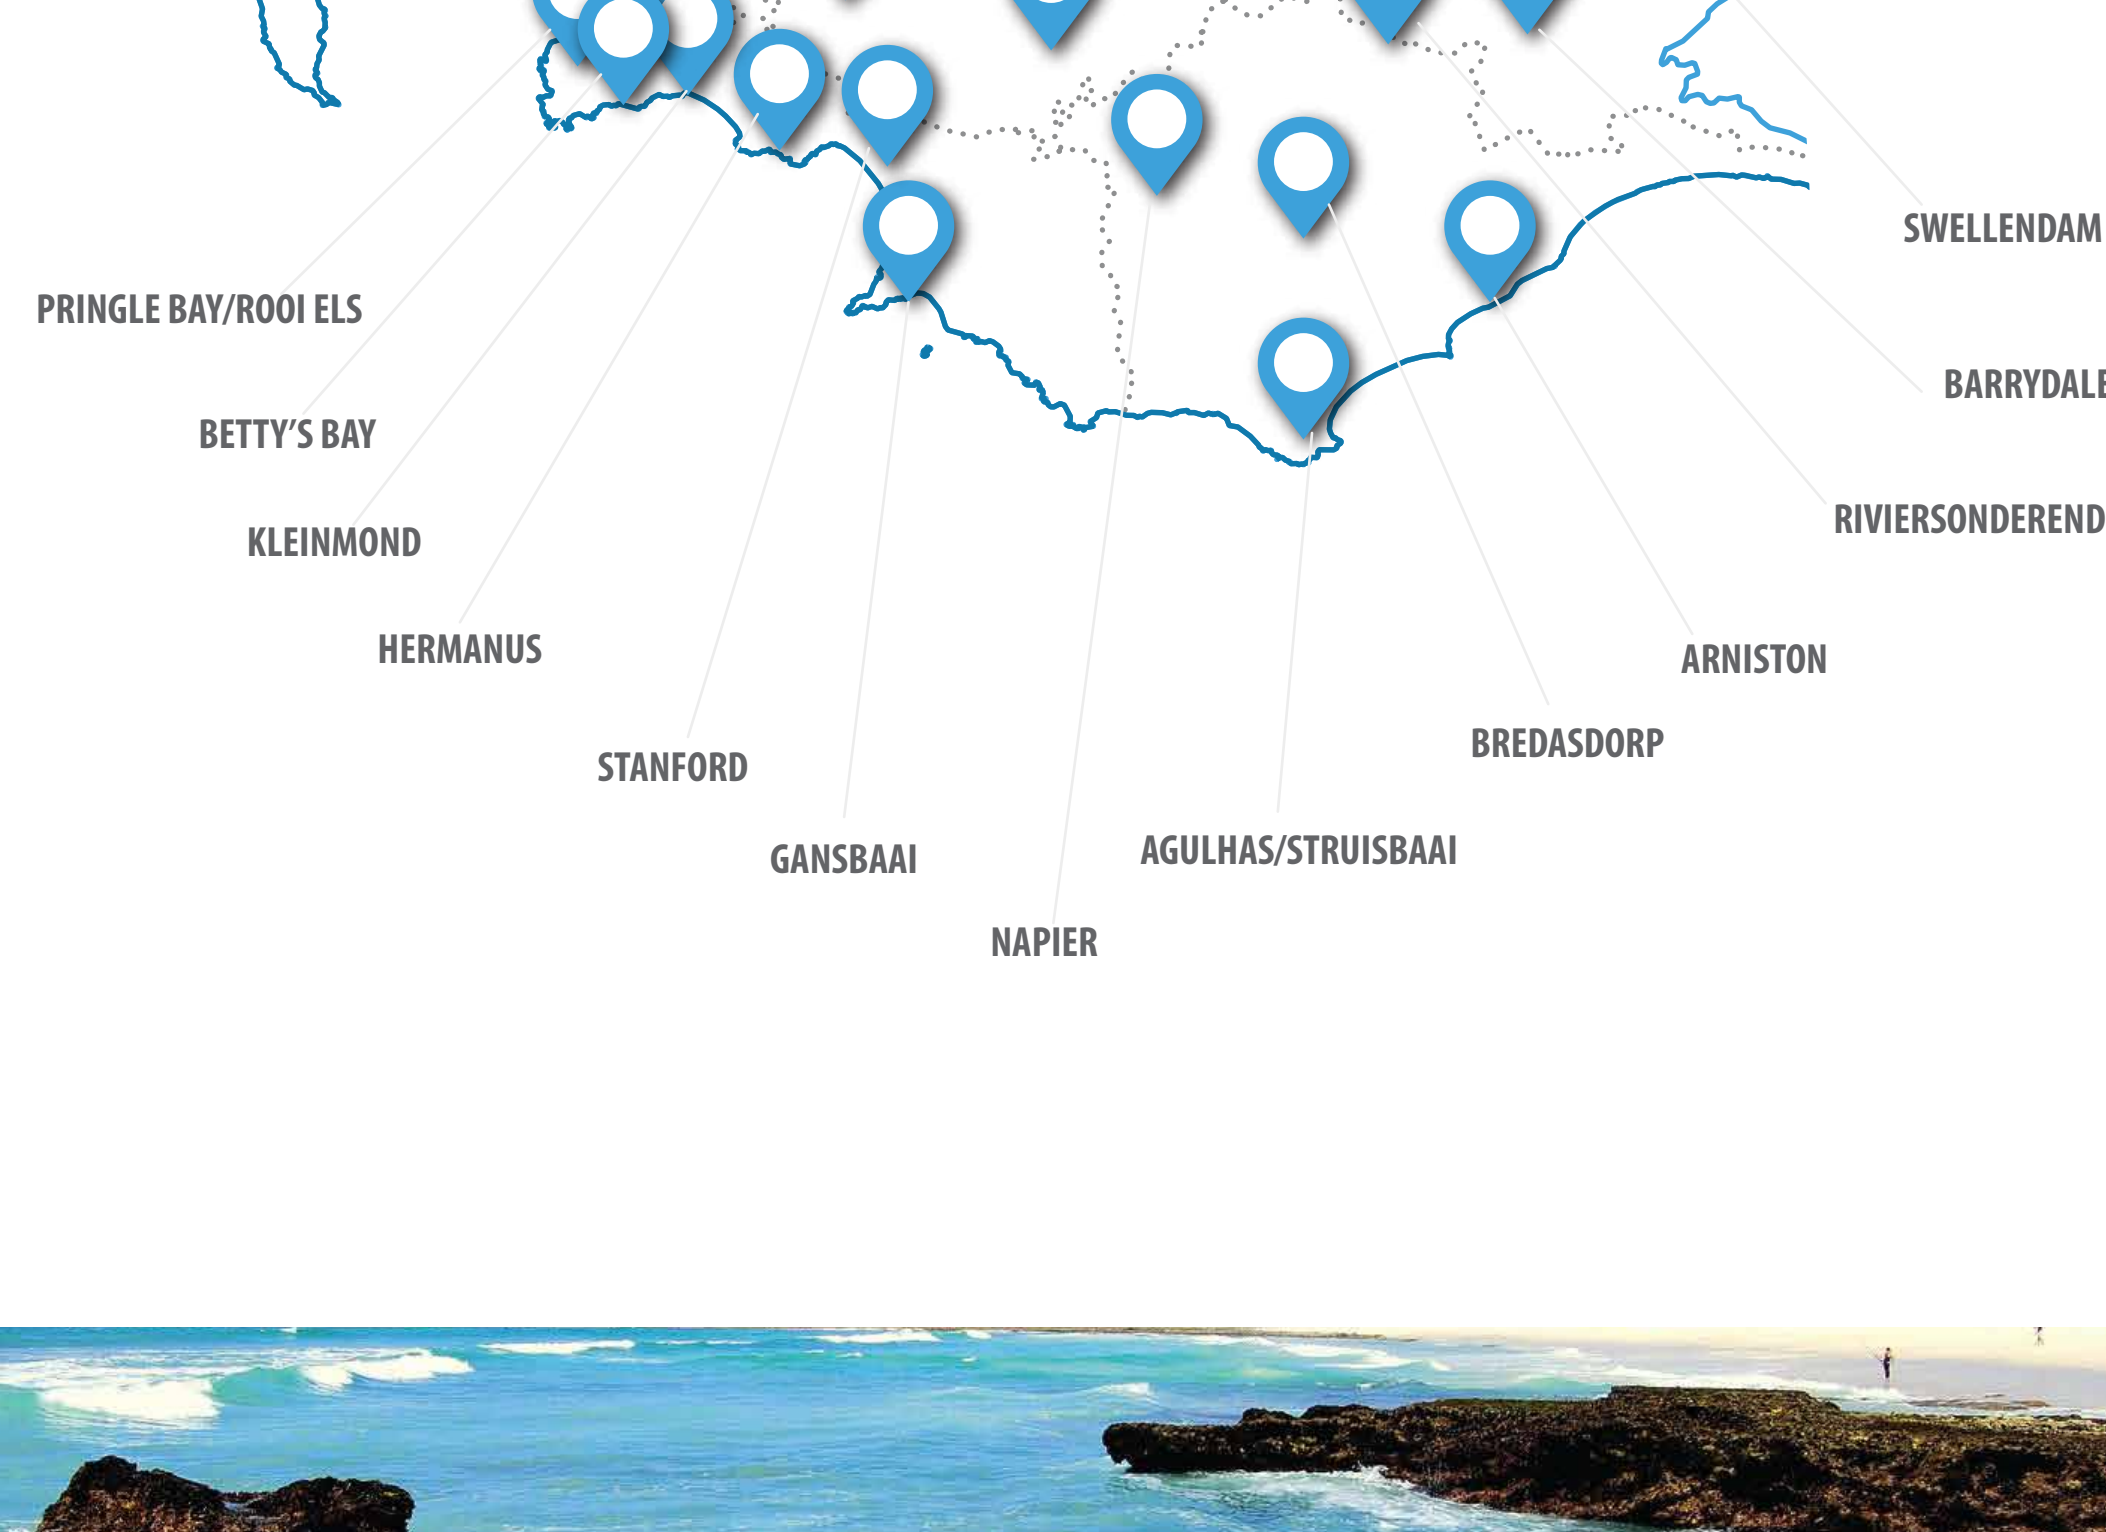 SWELLENDAM
PRINGLE BAY/ROOI ELS
BARRYDALE
BETTY'S BAY
RIVIERSONDEREND
KLEINMOND
HERMANUS
ARNISTON
BREDASDORP
STANFORD
AGULHAS/STRUISBAAI
GANSBAAI
NAPIER